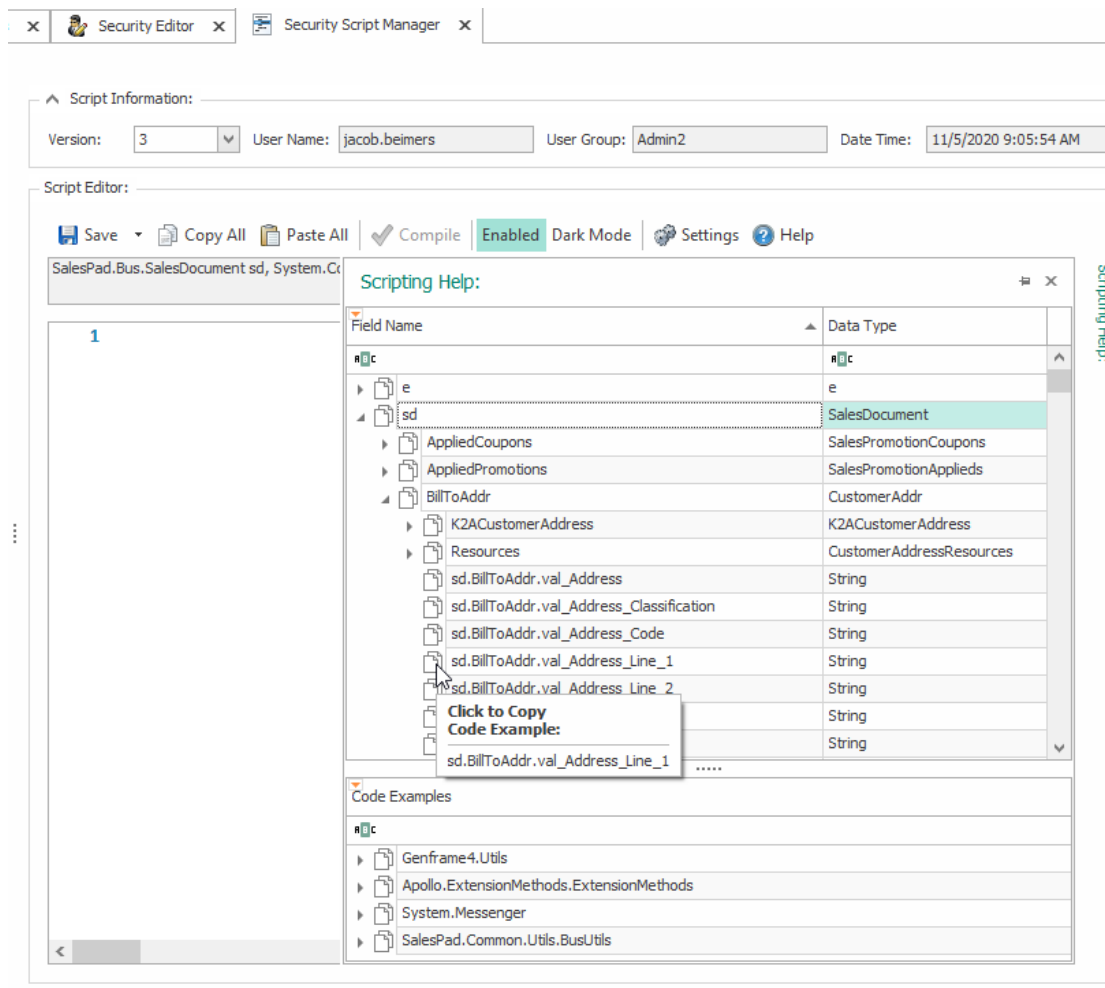 Security Editor
Security Script Manager
Script Information:
Version: 3 User Name: jacob.beimers User Group: Admin2 Date Time: 11/5/2020 9:05:54 AM
Script Editor:
Save Copy All Paste All Compile Enabled Dark Mode Settings Help
SalesPad.Bus.SalesDocument sd,
Scripting Help:
Scripting Help:
1
Field Name Data Type
ABC ABC
e e
sd SalesDocument
AppliedCoupons SalesPromotionCoupons
AppliedPromotions SalesPromotionApplieds
BillToAddr CustomerAddr
K2ACustomerAddress K2ACustomerAddress
Resources CustomerAddressResources
sd.BillToAddr.val_Address String
sd.BillToAddr.val_Address_Classification String
sd.BillToAddr.val_Address_Code String
sd.BillToAddr.val_Address_Line_1 String
sd.BillToAddr.val_Address_Line_2 String
String
String
Click to Copy
Code Example:
sd.BillToAddr.val_Address_Line_1
Code Examples
ABC
Genframe4.Utils
Apollo.ExtensionMethods.ExtensionMethods
System.Messenger
SalesPad.Common.Utils.BusUtils